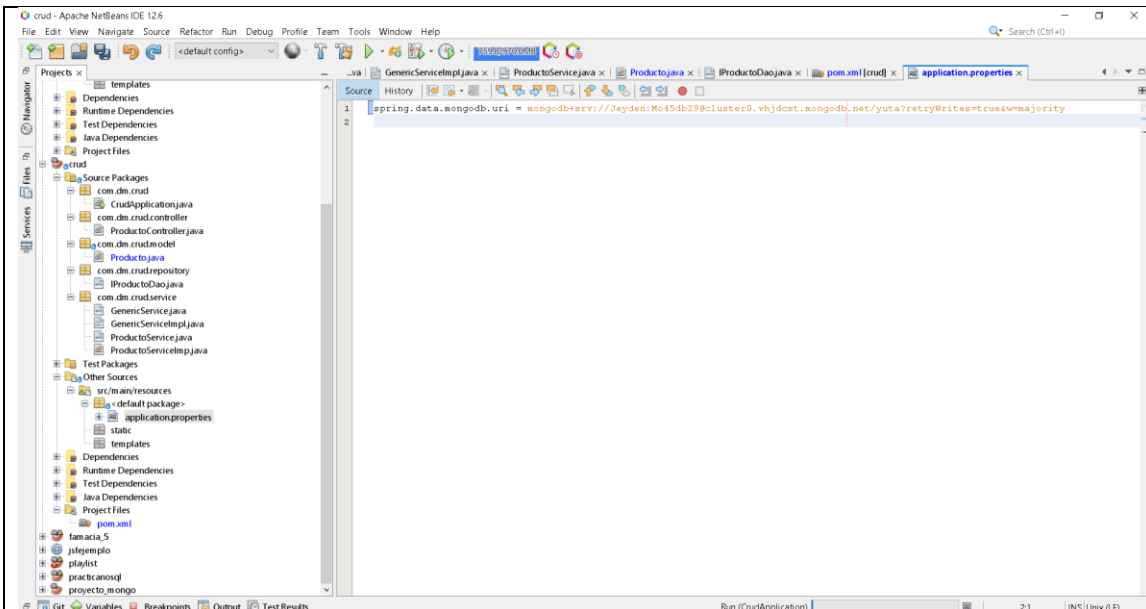 crud - Apache NetBeans IDE 12.6
File Edit View Navigate Source Refactor Run Debug Profile Team Tools Window Help
Search (Ctrl+I)
<default config>
Projects
_.va GenericServiceImpl.java ProductoService.java Producto.java IProductoDao.java pom.xml [crud] application.properties
Source History
1 spring.data.mongodb.uri = mongodb+srv://Jeyden:Mo45dbZ9@cluster0.vhjdcmt.mongodb.net/yuta?retryWrites=true&w=majority
2
Navigator
Files
Services
templates
Dependencies
Runtime Dependencies
Test Dependencies
Java Dependencies
Project Files
crud
Source Packages
com.dm.crud
CrudApplication.java
com.dm.crud.controller
ProductoController.java
com.dm.crud.model
Producto.java
com.dm.crud.repository
IProductoDao.java
com.dm.crud.service
GenericService.java
GenericServiceImpl.java
ProductoService.java
ProductoServiceImp.java
Test Packages
Other Sources
src/main/resources
<default package>
application.properties
static
templates
Dependencies
Runtime Dependencies
Test Dependencies
Java Dependencies
Project Files
pom.xml
famacia_5
jsfejemplo
playlist
practicanosql
proyecto_mongo
Git Variables Breakpoints Output Test Results
Run (CrudApplication)
2:1 INS Unix (LF)